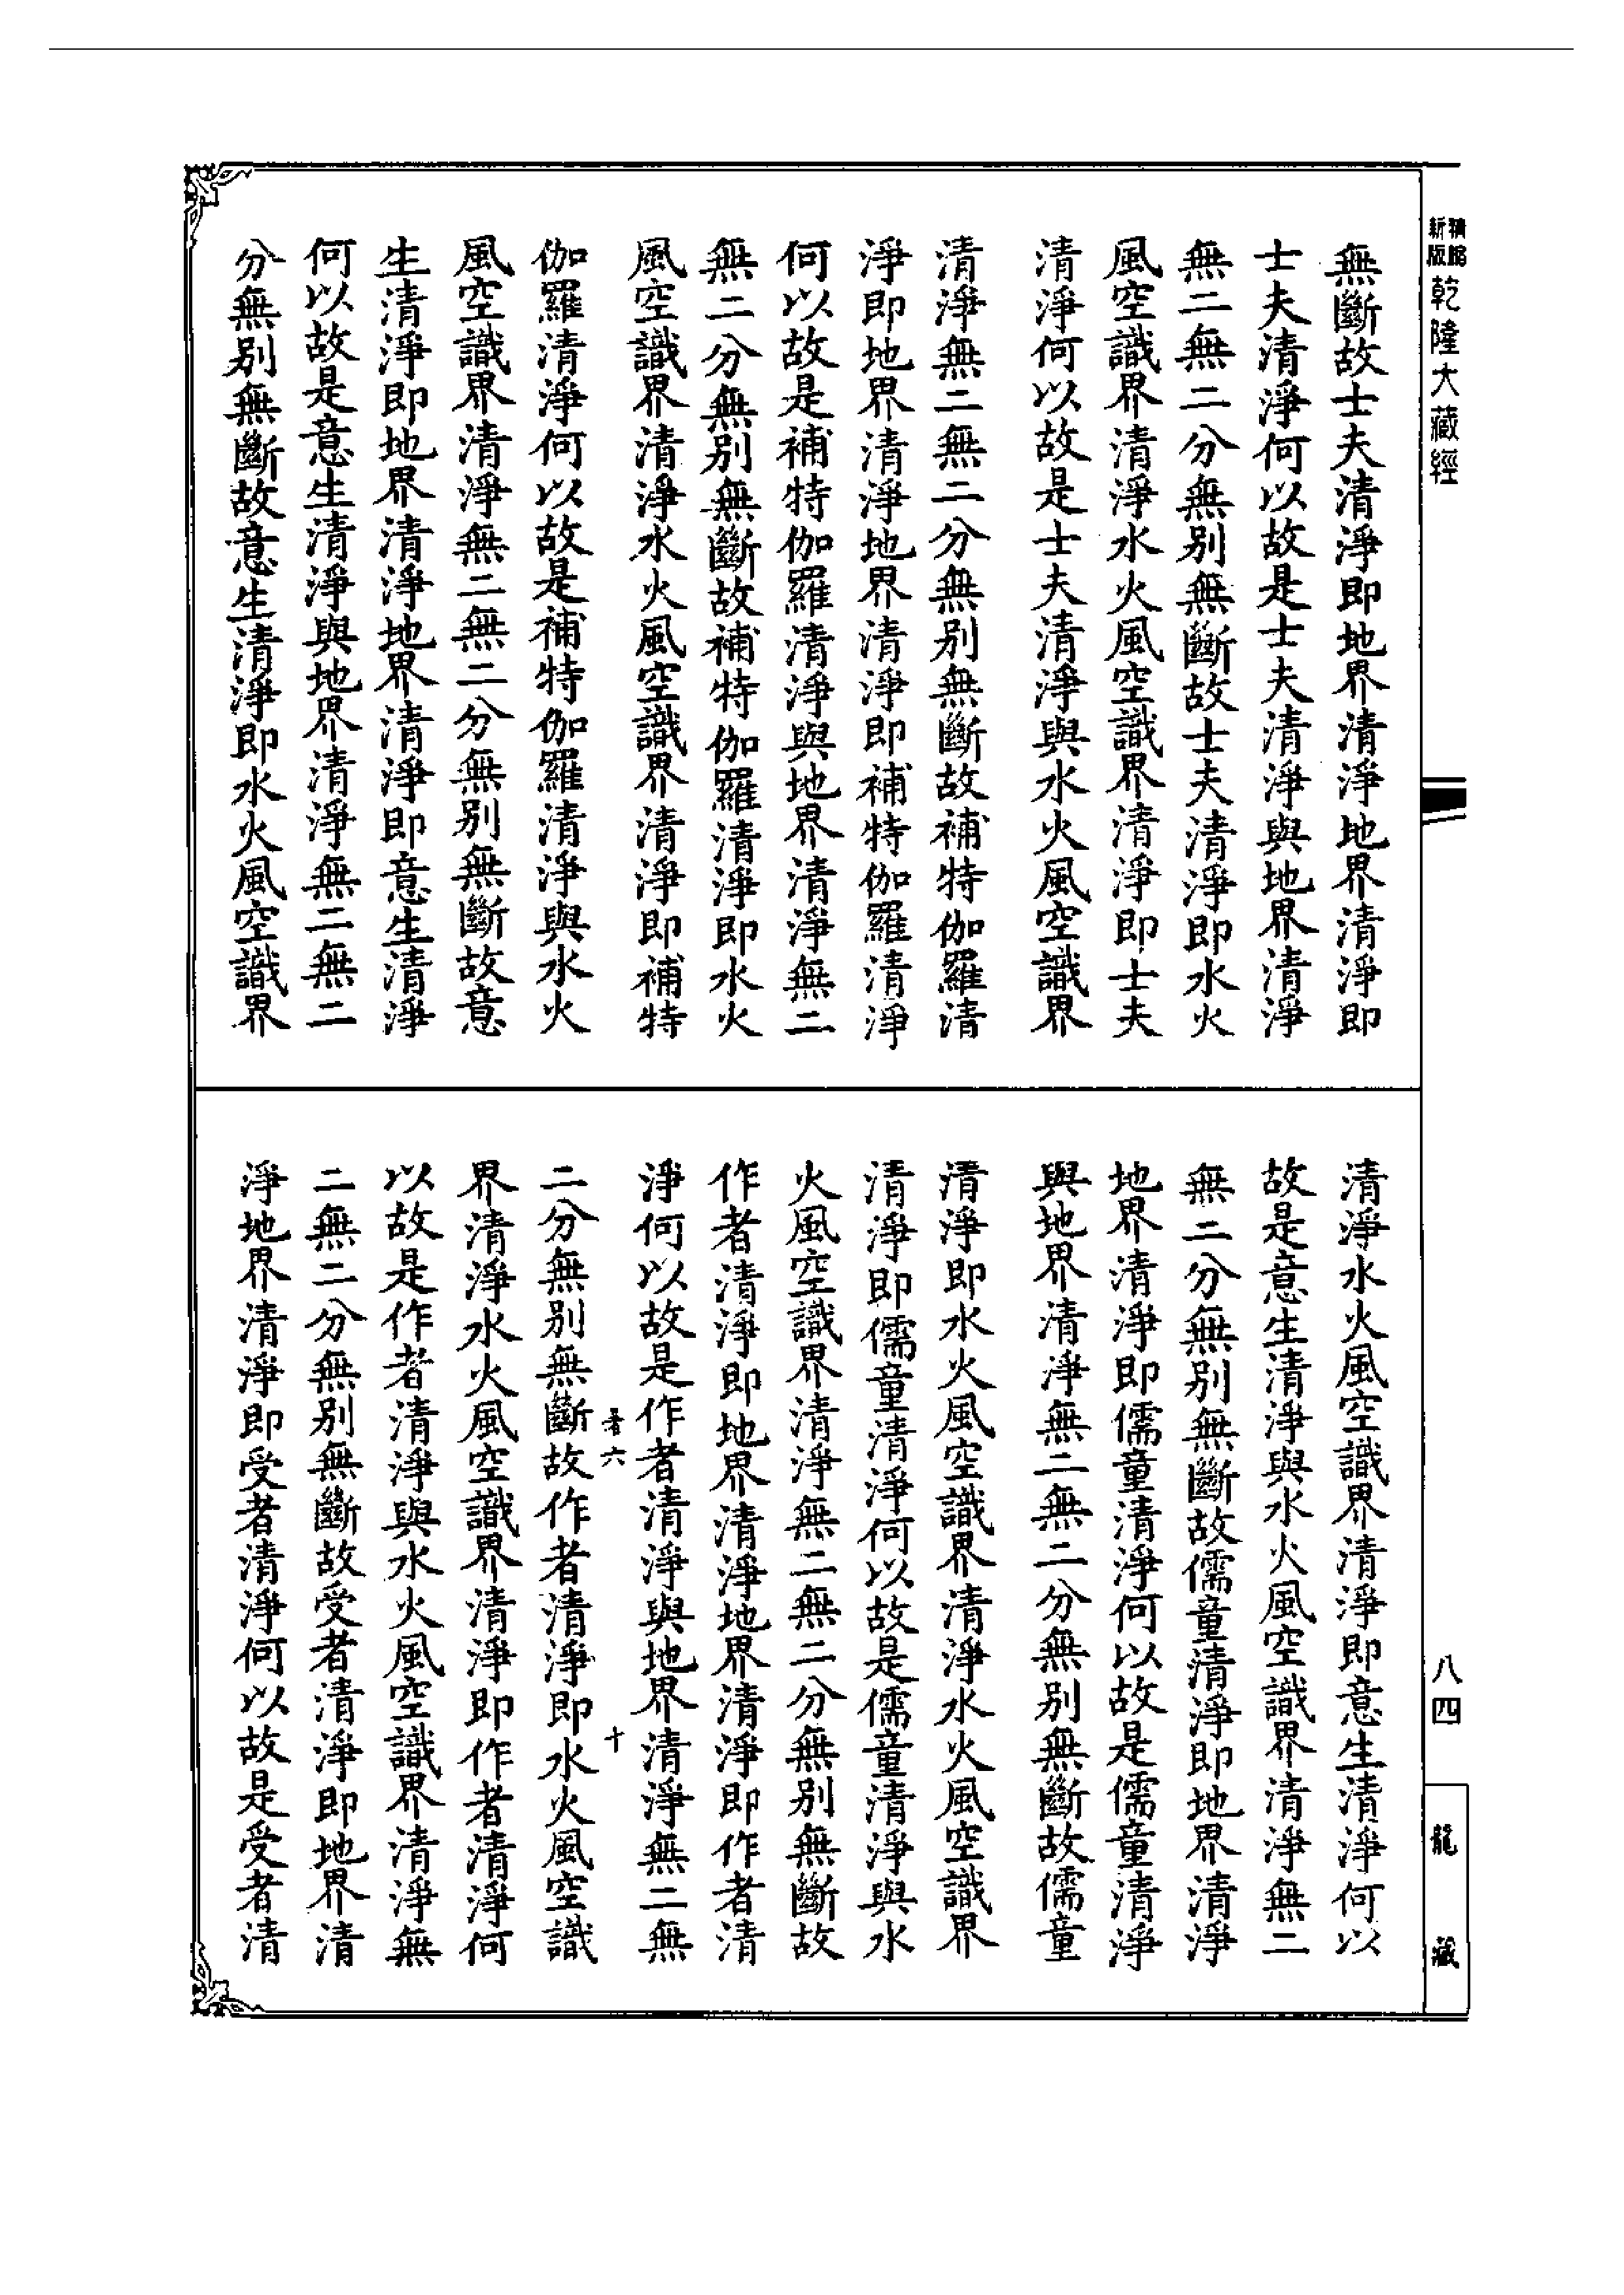 新版
精縮
乾隆大藏經
八四
龍藏
無斷故士夫清淨即地界清淨地界清淨即
士夫清淨何以故是士夫清淨與地界清淨
無二無二分無別無斷故士夫清淨即水火
風空識界清淨水火風空識界清淨即士夫
清淨何以故是士夫清淨與水火風空識界
清淨無二無二分無別無斷故補特伽羅清
淨即地界清淨地界清淨即補特伽羅清淨
何以故是補特伽羅清淨與地界清淨無二
無二分無別無斷故補特伽羅清淨即水火
風空識界清淨水火風空識界清淨即補特
伽羅清淨何以故是補特伽羅清淨與水火
風空識界清淨無二無二分無別無斷故意
生清淨即地界清淨地界清淨即意生清淨
何以故是意生清淨與地界清淨無二無二
分無別無斷故意生清淨即水火風空識界
清淨水火風空識界清淨即意生清淨何以
故是意生清淨與水火風空識界清淨無二
無二分無別無斷故儒童清淨即地界清淨
地界清淨即儒童清淨何以故是儒童清淨
與地界清淨無二無二分無別無斷故儒童
清淨即水火風空識界清淨水火風空識界
清淨即儒童清淨何以故是儒童清淨與水
火風空識界清淨無二無二分無別無斷故
作者清淨即地界清淨地界清淨即作者清
淨何以故是作者清淨與地界清淨無二無
六 十
二分無別無斷故作者清淨即水火風空識
界清淨水火風空識界清淨即作者清淨何
以故是作者清淨與水火風空識界清淨無
二無二分無別無斷故受者清淨即地界清
淨地界清淨即受者清淨何以故是受者清